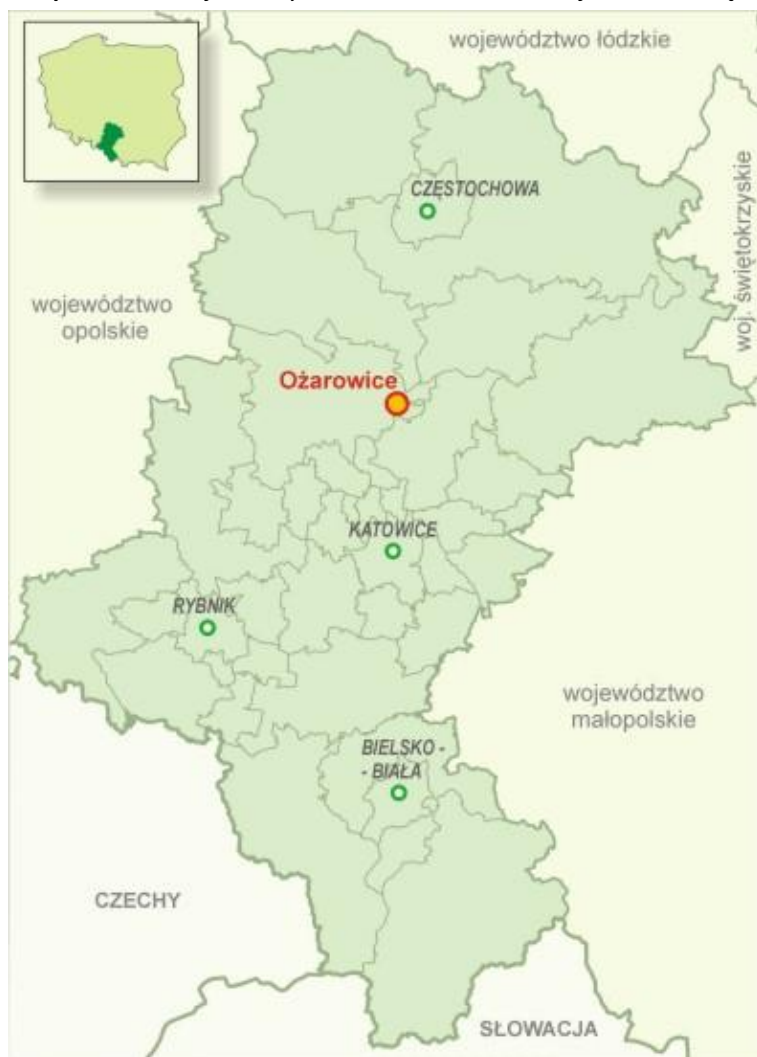 województwo łódzkie
CZĘSTOCHOWA
woj. świętokrzyskie
województwo
opolskie
Ożarowice
KATOWICE
RYBNIK
województwo
małopolskie
BIELSKO -
- BIAŁA
CZECHY
SŁOWACJA